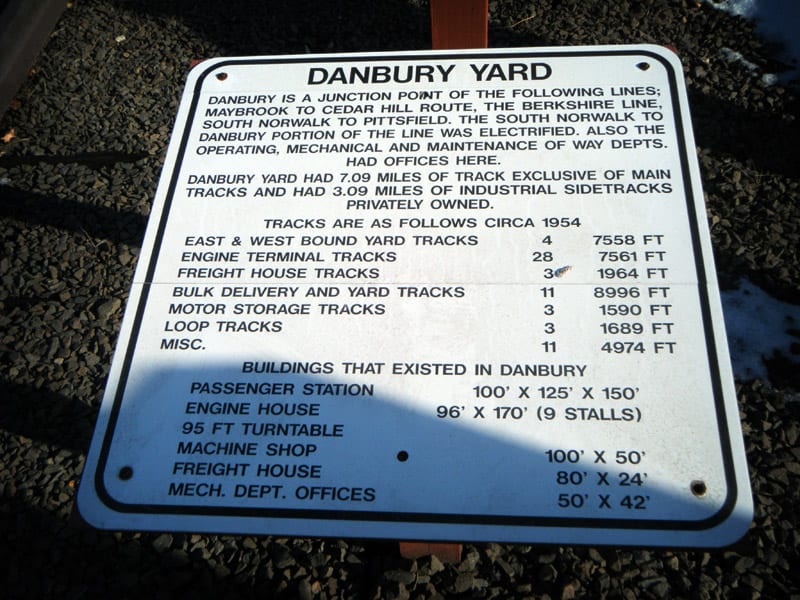 DANBURY YARD
DANBURY IS A JUNCTION POINT OF THE FOLLOWING LINES;
MAYBROOK TO CEDAR HILL ROUTE, THE BERKSHIRE LINE,
SOUTH NORWALK TO PITTSFIELD. THE SOUTH NORWALK TO
DANBURY PORTION OF THE LINE WAS ELECTRIFIED. ALSO THE
OPERATING, MECHANICAL AND MAINTENANCE OF WAY DEPTS.
HAD OFFICES HERE.
DANBURY YARD HAD 7.09 MILES OF TRACK EXCLUSIVE OF MAIN
TRACKS AND HAD 3.09 MILES OF INDUSTRIAL SIDETRACKS
PRIVATELY OWNED.
TRACKS ARE AS FOLLOWS CIRCA 1954
EAST & WEST BOUND YARD TRACKS 4 7558 FT
ENGINE TERMINAL TRACKS 28 7561 FT
FREIGHT HOUSE TRACKS 3 1964 FT
BULK DELIVERY AND YARD TRACKS 11 8996 FT
MOTOR STORAGE TRACKS 3 1590 FT
LOOP TRACKS 3 1689 FT
MISC. 11 4974 FT
BUILDINGS THAT EXISTED IN DANBURY
PASSENGER STATION 100' X 125' X 150'
ENGINE HOUSE 96' X 170' (9 STALLS)
95 FT TURNTABLE
MACHINE SHOP 100' X 50'
FREIGHT HOUSE 80' X 24'
MECH. DEPT. OFFICES 50' X 42'